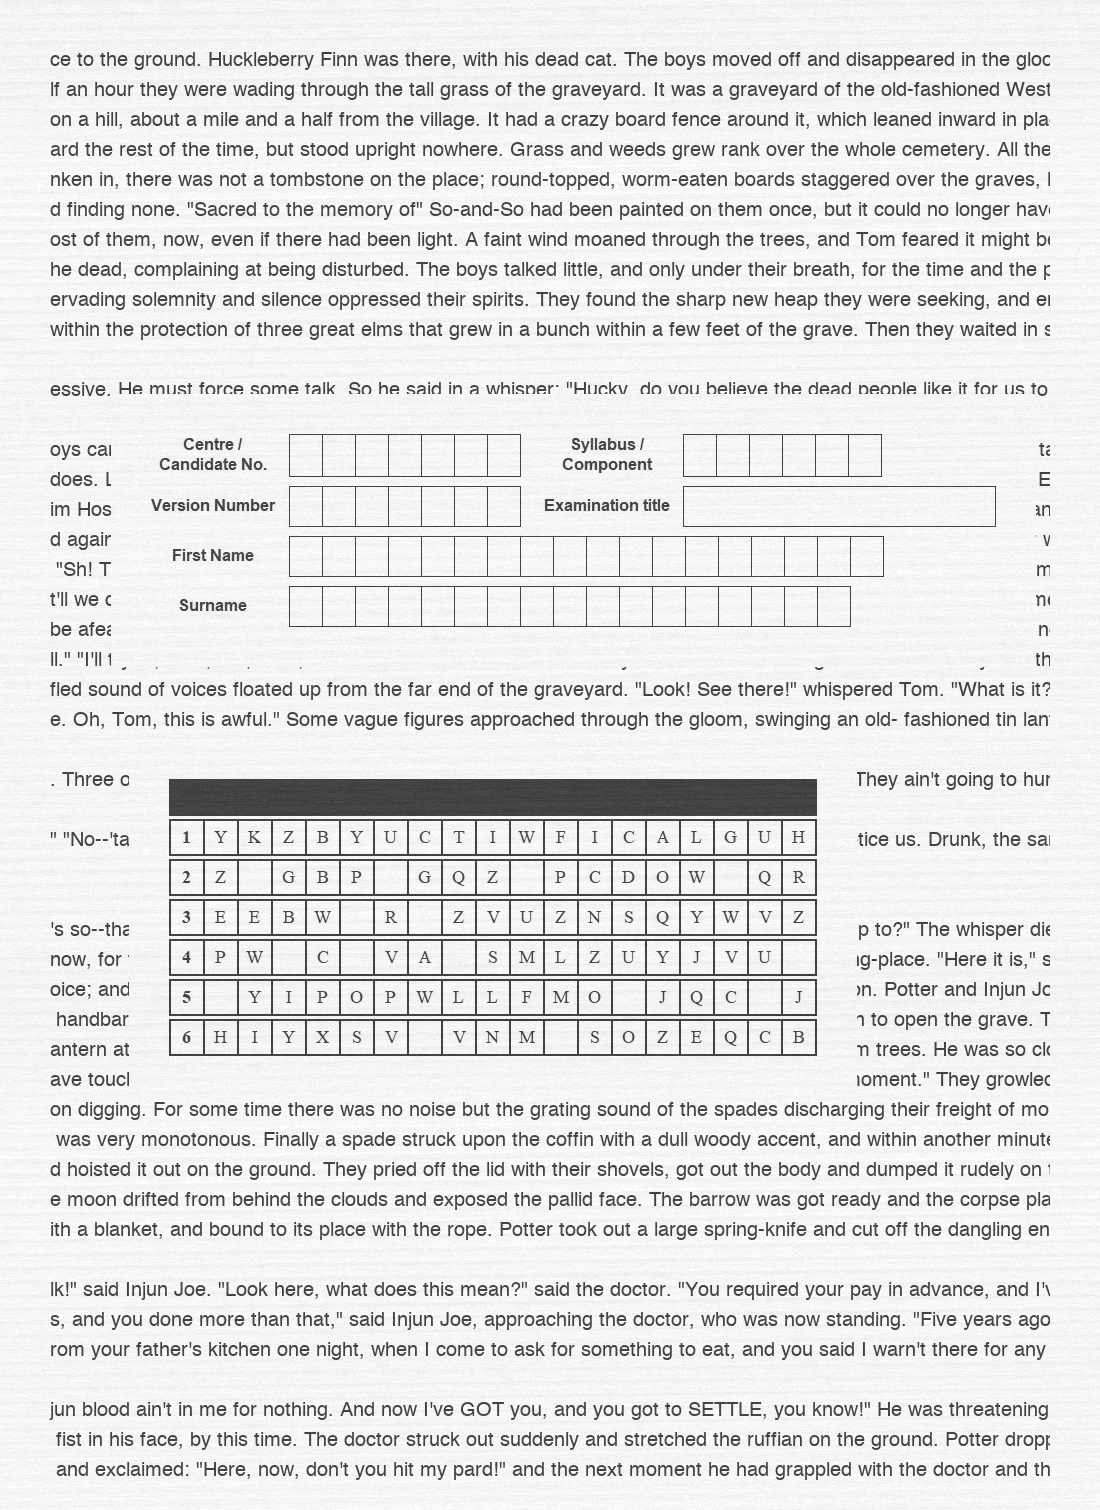 ce to the ground. Huckleberry Finn was there, with his dead cat. The boys moved off and disappeared in the
lf an hour they were wading through the tall grass of the graveyard. It was a graveyard of the old-fashioned West
on a hill, about a mile and a half from the village. It had a crazy board fence around it, which leaned inward in
ard the rest of the time, but stood upright nowhere. Grass and weeds grew rank over the whole cemetery. All the
nken in, there was not a tombstone on the place; round-topped, worm-eaten boards staggered over the graves,
d finding none. "Sacred to the memory of" So-and-So had been painted on them once, but it could no longer have
ost of them, now, even if there had been light. A faint wind moaned through the trees, and Tom feared it might
he dead, complaining at being disturbed. The boys talked little, and only under their breath, for the time and the
ervading solemnity and silence oppressed their spirits. They found the sharp new heap they were seeking, and
within the protection of three great elms that grew in a bunch within a few feet of the grave. Then they waited in
essive. He must force some talk. So he said in a whisper: "Hucky, do you believe the dead people like it for us to
oys
does.
im Hos
d again
"Sh!
t'll we
be
ll." "I'll
Centre / Candidate No.
Syllabus / Component
Version Number
Examination title
First Name
Surname
fled sound of voices floated up from the far end of the graveyard. "Look! See there!" whispered Tom. "What is it?
e. Oh, Tom, this is awful." Some vague figures approached through the gloom, swinging an old- fashioned tin
. Three They ain't going to
" "No--'ta tice us. Drunk, the
's so--tha p to?" The whisper
now, for g-place. "Here it is,"
oice; and on. Potter and Injun
handbar to open the grave.
antern at trees. He was so
ave oment." They
1 Y K Z B Y U C T I W F I C A L G U H
2 Z G B P G Q Z P C D O W Q R
3 E E B W R Z V U Z N S Q Y W V Z
4 P W C V A S M L Z U Y J V U
5 Y I P O P W L L F M O J Q C J
6 H I Y X S V V N M S O Z E Q C B
on digging. For some time there was no noise but the grating sound of the spades discharging their freight of mo
was very monotonous. Finally a spade struck upon the coffin with a dull woody accent, and within another minute
d hoisted it out on the ground. They pried off the lid with their shovels, got out the body and dumped it rudely on
e moon drifted from behind the clouds and exposed the pallid face. The barrow was got ready and the corpse pla
ith a blanket, and bound to its place with the rope. Potter took out a large spring-knife and cut off the dangling en
lk!" said Injun Joe. "Look here, what does this mean?" said the doctor. "You required your pay in advance, and
s, and you done more than that," said Injun Joe, approaching the doctor, who was now standing. "Five years ago
rom your father's kitchen one night, when I come to ask for something to eat, and you said I warn't there for any
jun blood ain't in me for nothing. And now I've GOT you, and you got to SETTLE, you know!" He was threatening
fist in his face, by this time. The doctor struck out suddenly and stretched the ruffian on the ground. Potter
and exclaimed: "Here, now, don't you hit my pard!" and the next moment he had grappled with the doctor and th